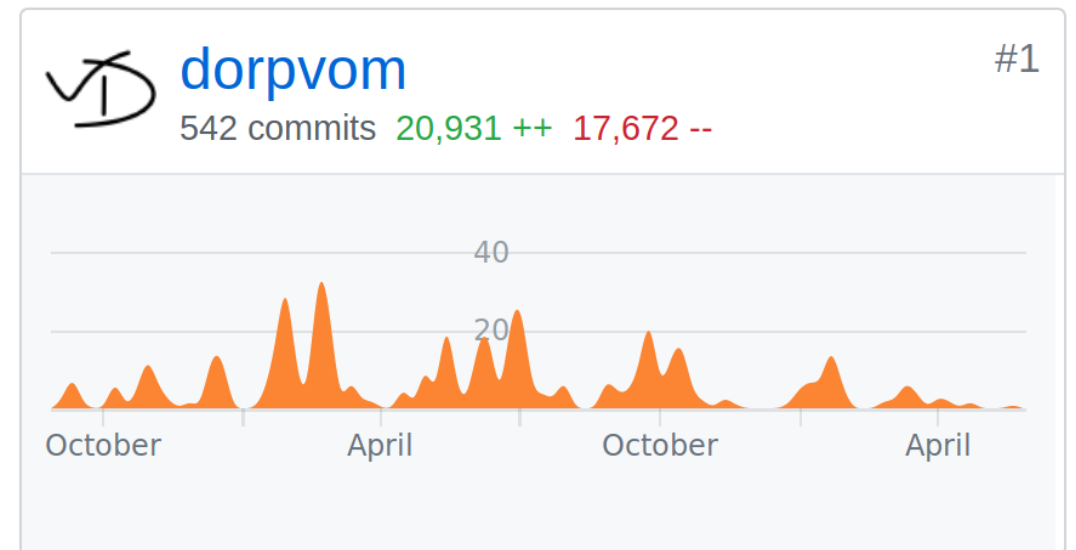 dorpvom
#1
542 commits 20,931 ++ 17,672 --
40
20
October April October April